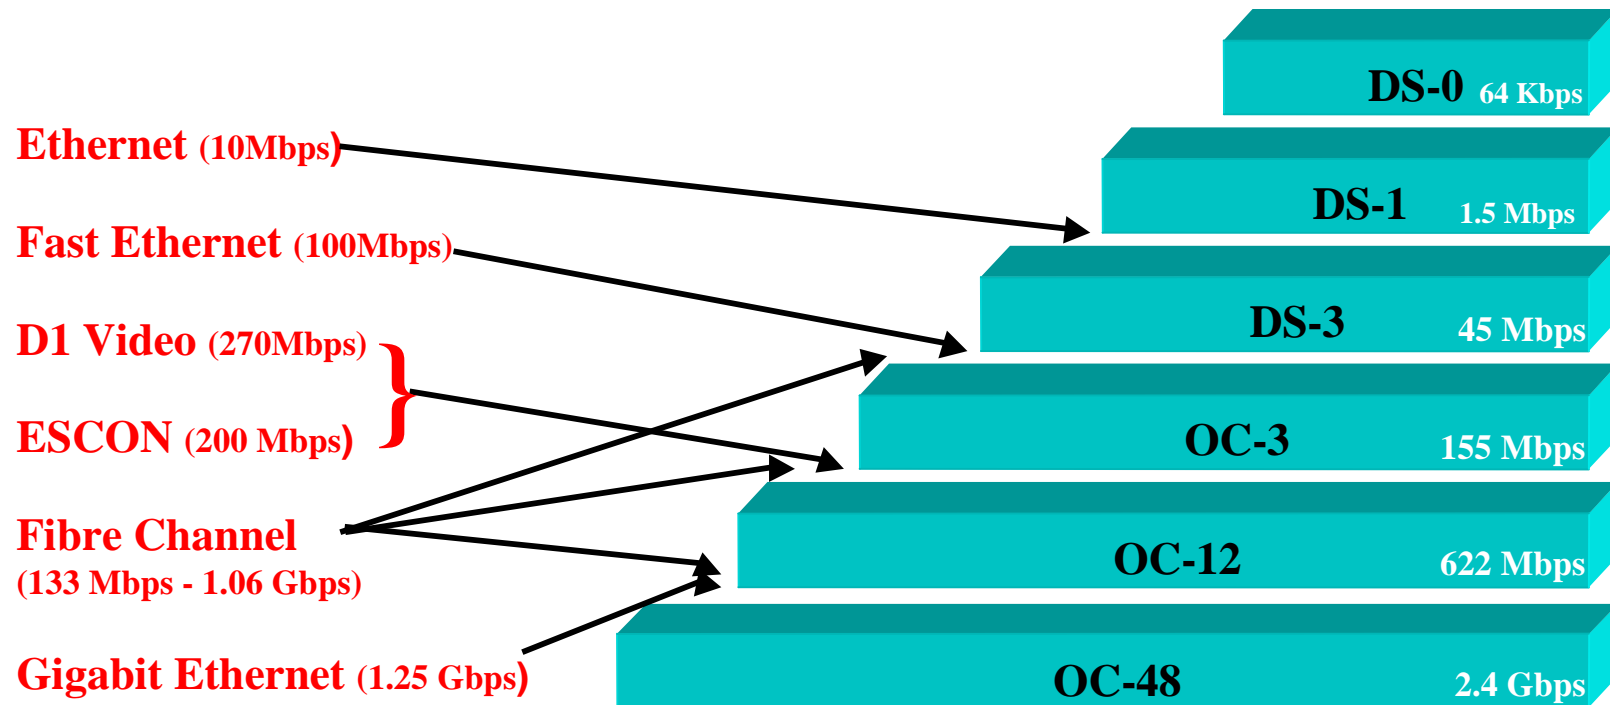 Ethernet (10Mbps)
Fast Ethernet (100Mbps)
D1 Video (270Mbps)
ESCON (200 Mbps)
}
Fibre Channel
(133 Mbps - 1.06 Gbps)
Gigabit Ethernet (1.25 Gbps)
DS-0 64 Kbps
DS-1 1.5 Mbps
DS-3 45 Mbps
OC-3 155 Mbps
OC-12 622 Mbps
OC-48 2.4 Gbps